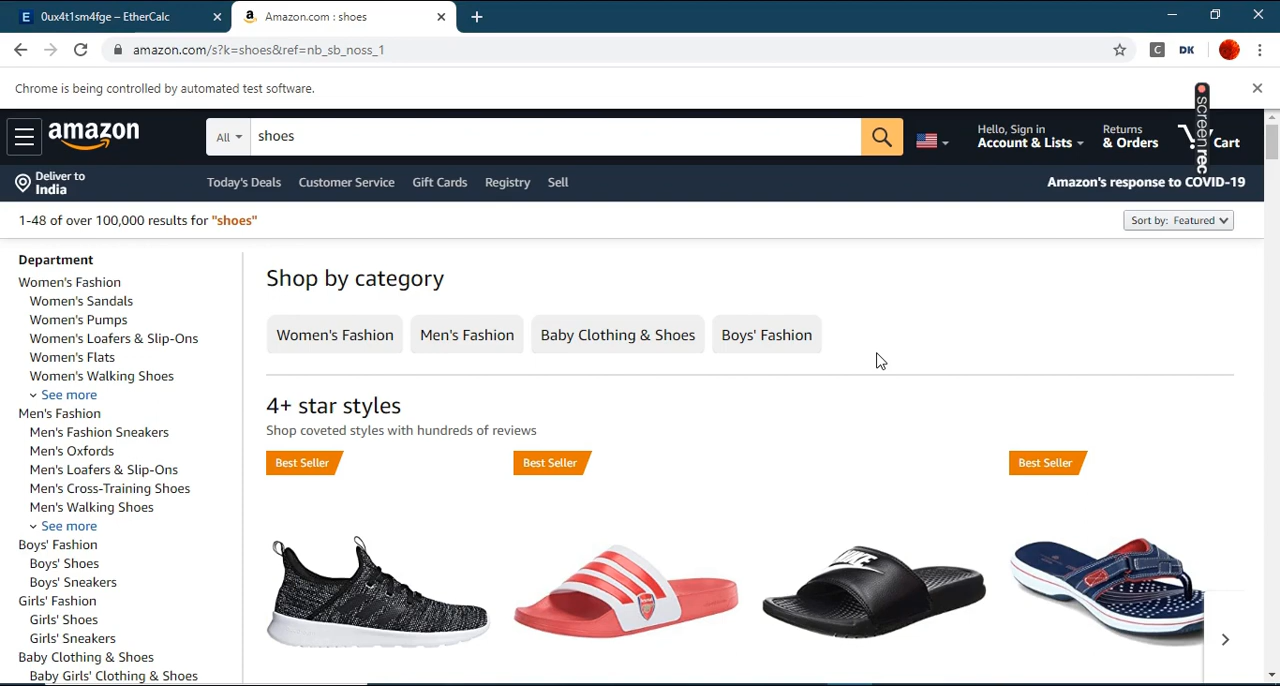 0ux4t1sm4fge – EtherCalc
Amazon.com : shoes
amazon.com/s?k=shoes&ref=nb_sb_noss_1
C
DK
Chrome is being controlled by automated test software.
amazon
All
shoes
Hello, Sign in
Account & Lists
Returns
& Orders
Cart
screenrec
Deliver to
India
Today's Deals
Customer Service
Gift Cards
Registry
Sell
Amazon's response to COVID-19
1-48 of over 100,000 results for "shoes"
Sort by: Featured
Department
Women's Fashion
Women's Sandals
Women's Pumps
Women's Loafers & Slip-Ons
Women's Flats
Women's Walking Shoes
See more
Men's Fashion
Men's Fashion Sneakers
Men's Oxfords
Men's Loafers & Slip-Ons
Men's Cross-Training Shoes
Men's Walking Shoes
See more
Boys' Fashion
Boys' Shoes
Boys' Sneakers
Girls' Fashion
Girls' Shoes
Girls' Sneakers
Baby Clothing & Shoes
Baby Girls' Clothing & Shoes
Shop by category
Women's Fashion
Men's Fashion
Baby Clothing & Shoes
Boys' Fashion
4+ star styles
Shop coveted styles with hundreds of reviews
Best Seller
Best Seller
Best Seller
NIKE